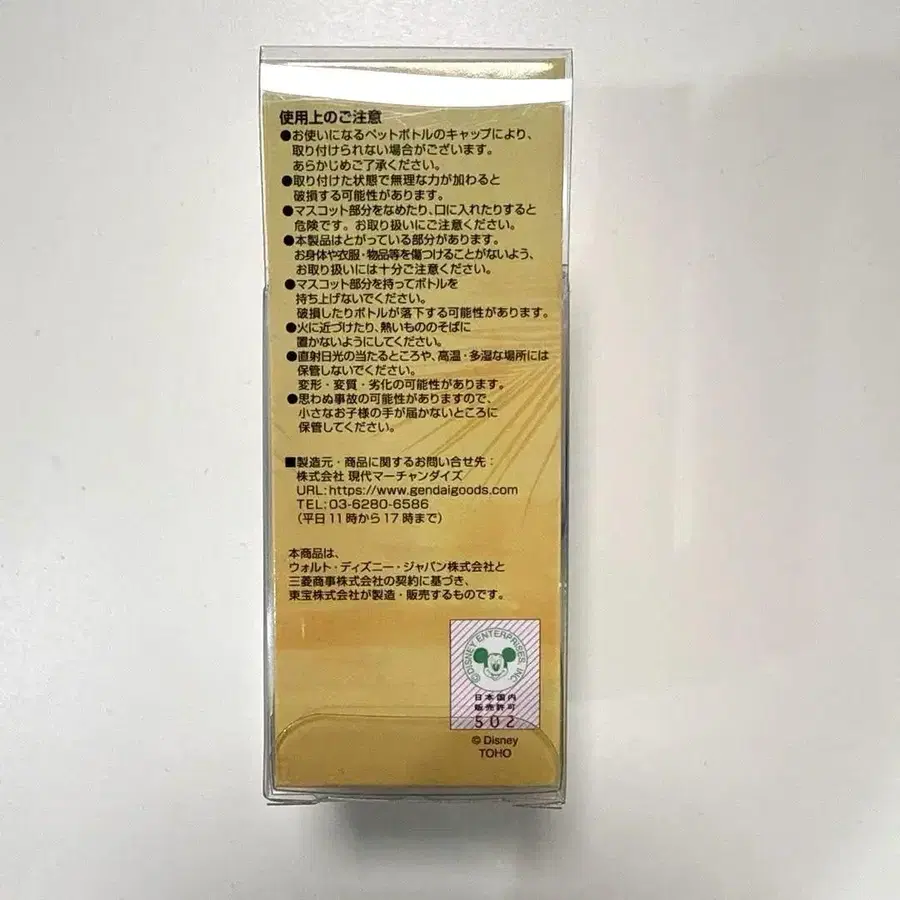 使用上のご注意
●お使いになるペットボトルのキャップにより、
取り付けられない場合がございます。
あらかじめご了承ください。
●取り付けた状態で無理な力が加わると
破損する可能性があります。
●マスコット部分をなめたり、口に入れたりすると
危険です。お取り扱いにご注意ください。
●本製品はとがっている部分があります。
お身体や衣服・物品等を傷つけることがないよう、
お取り扱いには十分ご注意ください。
●マスコット部分を持ってボトルを
持ち上げないでください。
破損したりボトルが落下する可能性があります。
●火に近づけたり、熱いもののそばに
置かないようにしてください。
●直射日光の当たるところや、高温・多湿な場所には
保管しないでください。
変形・変質・劣化の可能性があります。
●思わぬ事故の可能性がありますので、
小さなお子様の手が届かないところに
保管してください。
■製造元・商品に関するお問い合せ先：
株式会社 現代マーチャンダイズ
URL:https://www.gendaigoods.com
TEL:03-6280-6586
（平日11時から17時まで）
本商品は、
ウォルト・ディズニー・ジャパン株式会社と
三菱商事株式会社の契約に基づき、
東宝株式会社が製造・販売するものです。
©DISNEY ENTERPRISES, INC.
日本国内
販売許可
502
© Disney
TOHO